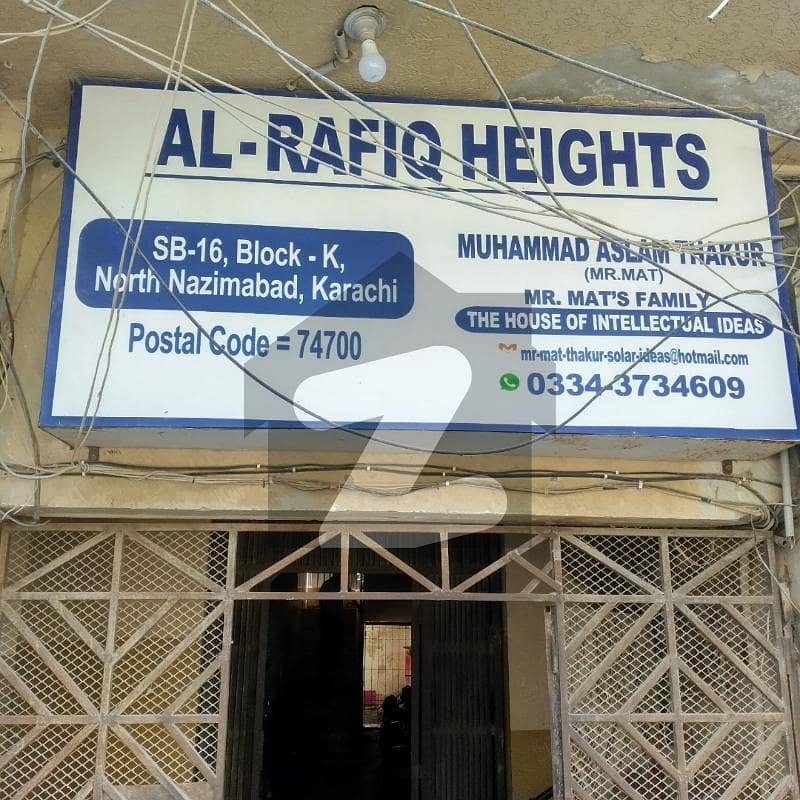 AL-RAFIQ HEIGHTS
SB-16, Block - K,
North Nazimabad, Karachi
Postal Code = 74700
MUHAMMAD ASLAM THAKUR
(MR.MAT)
MR. MAT'S FAMILY
THE HOUSE OF INTELLECTUAL IDEAS
mr-mat-thakur-solar-ideas@hotmail.com
0334-3734609